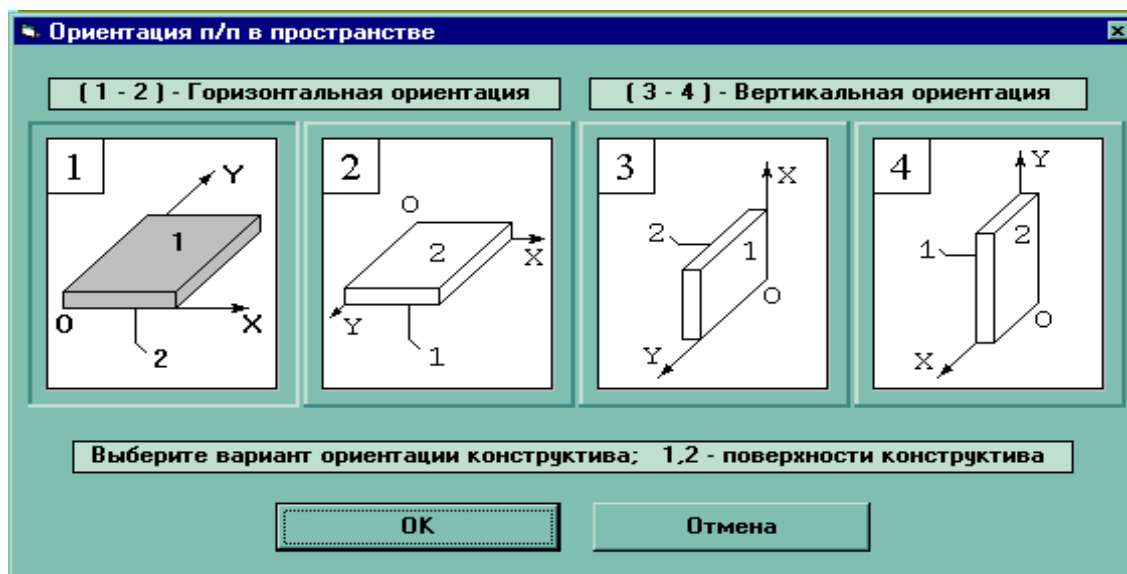 Ориентация п/п в пространстве
( 1 - 2 ) - Горизонтальная ориентация
( 3 - 4 ) - Вертикальная ориентация
1
Y
1
O
X
2
2
O
2
X
Y
1
3
X
2
1
O
Y
4
Y
1
2
O
X
Выберите вариант ориентации конструктива; 1,2 - поверхности конструктива
OK
Отмена